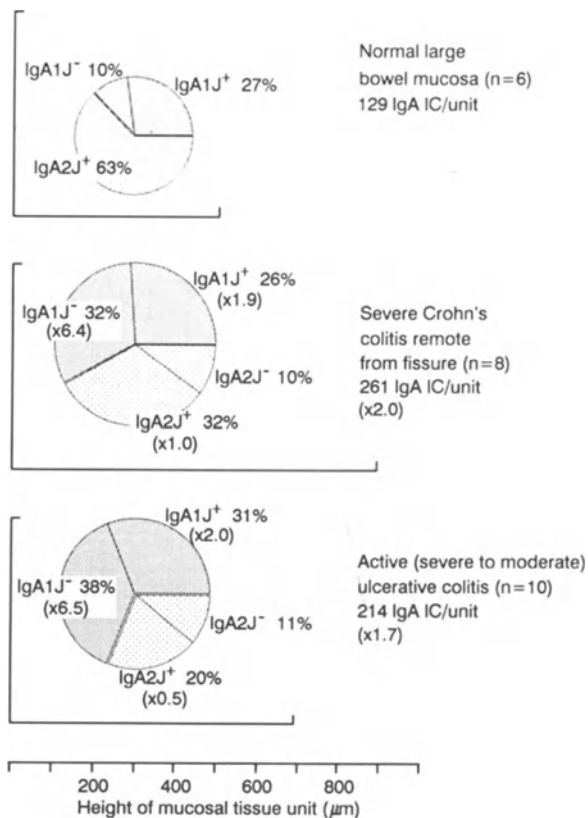 IgA1J⁻ 10%
IgA1J⁺ 27%
IgA2J⁺ 63%
Normal large
bowel mucosa (n=6)
129 IgA IC/unit
IgA1J⁺ 26%
(x1.9)
IgA1J⁻ 32%
(x6.4)
IgA2J⁻ 10%
IgA2J⁺ 32%
(x1.0)
Severe Crohn's
colitis remote
from fissure (n=8)
261 IgA IC/unit
(x2.0)
IgA1J⁺ 31%
(x2.0)
IgA1J⁻ 38%
(x6.5)
IgA2J⁻ 11%
IgA2J⁺ 20%
(x0.5)
Active (severe to moderate)
ulcerative colitis (n=10)
214 IgA IC/unit
(x1.7)
200 400 600 800
Height of mucosal tissue unit (μm)